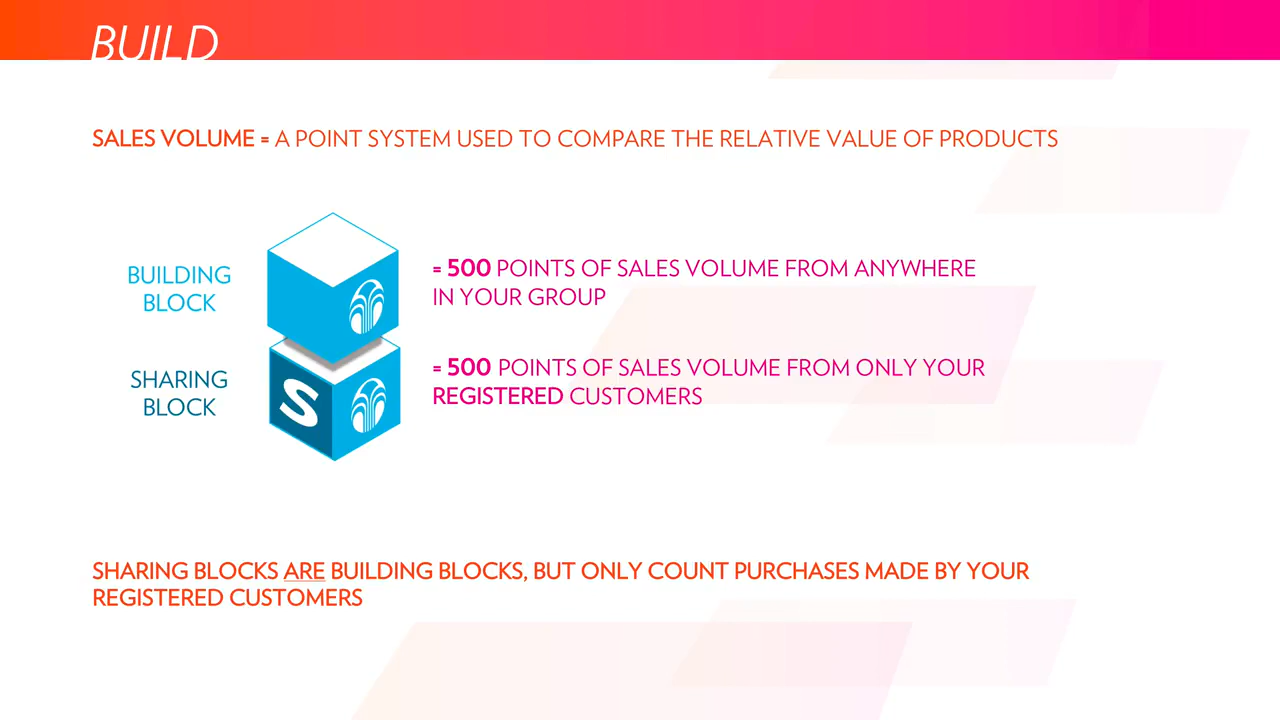 BUILD
SALES VOLUME = A POINT SYSTEM USED TO COMPARE THE RELATIVE VALUE OF PRODUCTS
BUILDING
BLOCK
= 500 POINTS OF SALES VOLUME FROM ANYWHERE
IN YOUR GROUP
SHARING
BLOCK
S
= 500 POINTS OF SALES VOLUME FROM ONLY YOUR
REGISTERED CUSTOMERS
SHARING BLOCKS ARE BUILDING BLOCKS, BUT ONLY COUNT PURCHASES MADE BY YOUR
REGISTERED CUSTOMERS